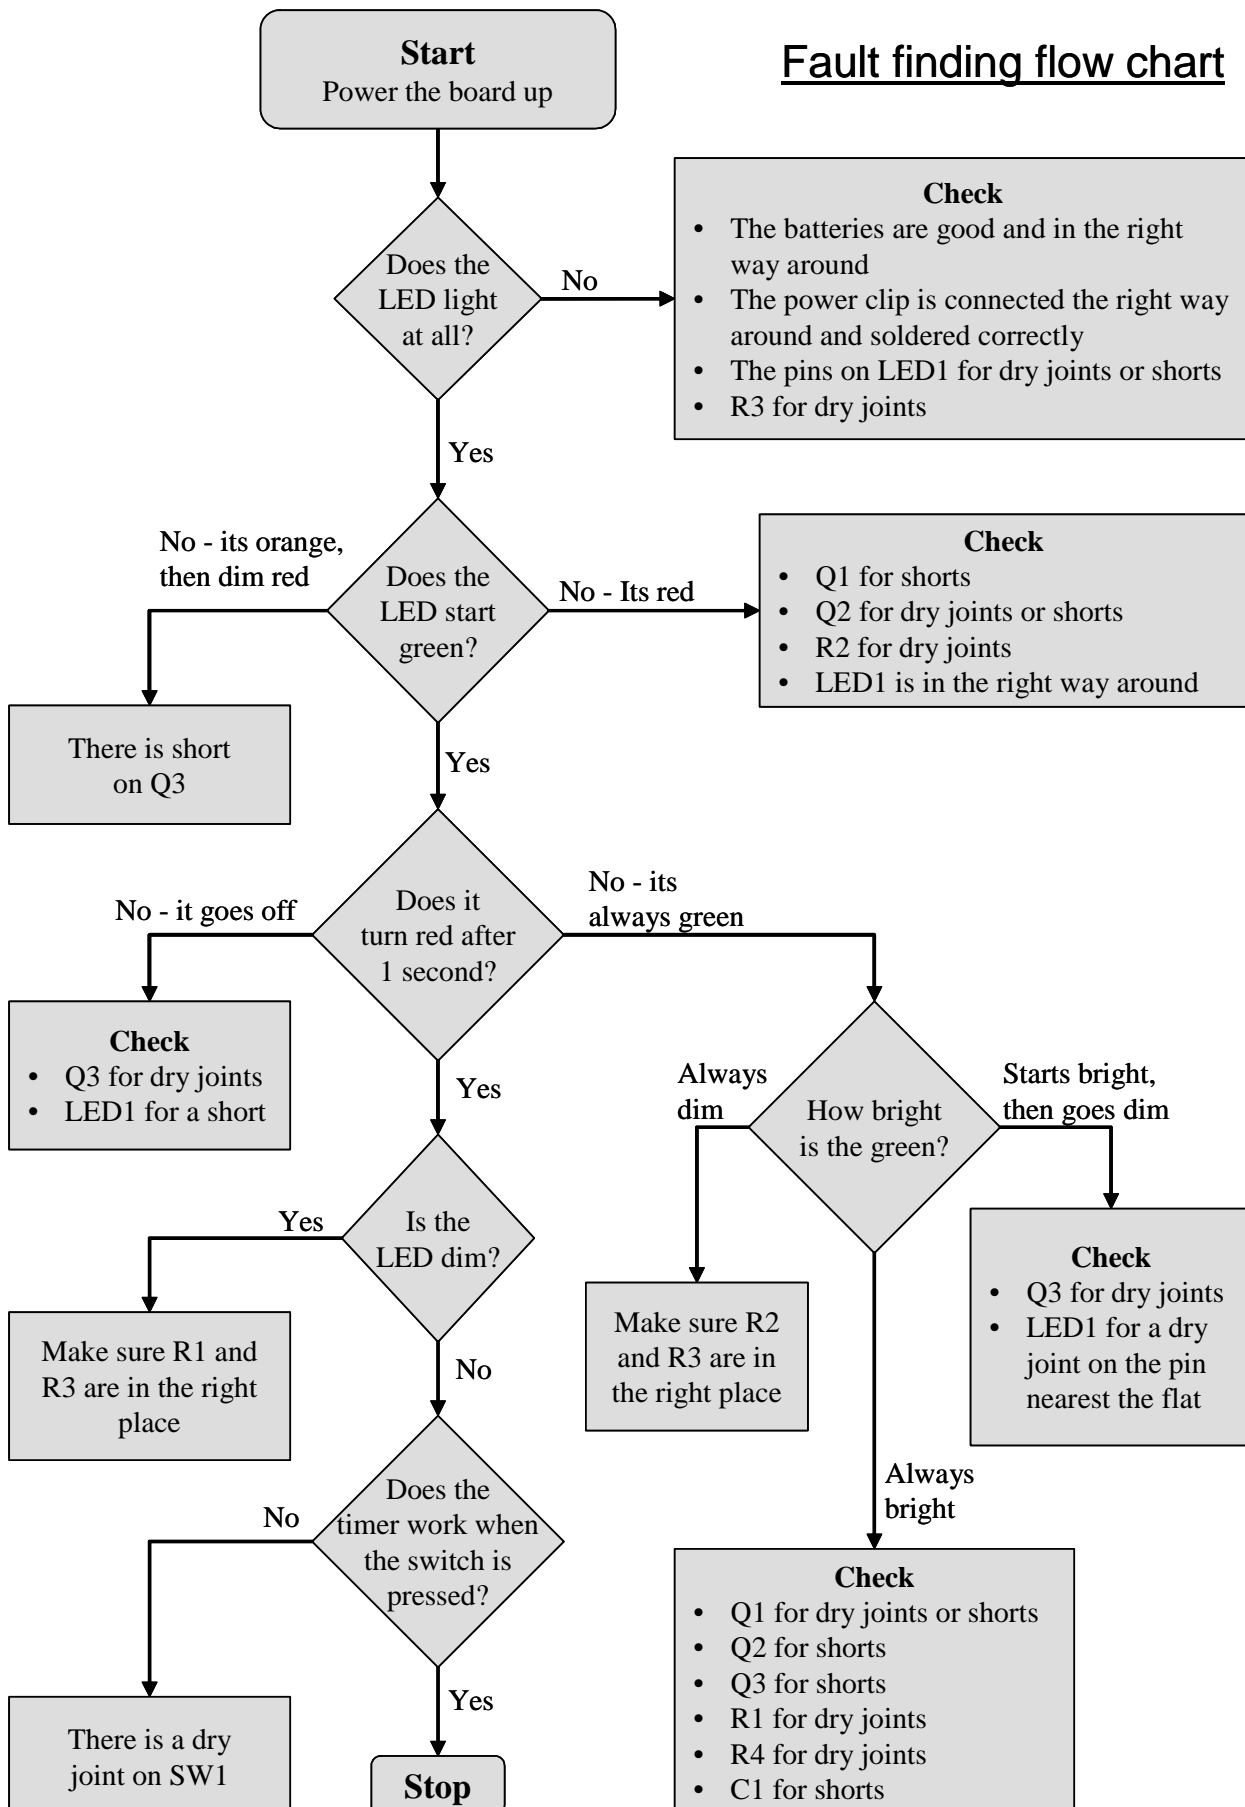 Fault finding flow chart
Start
Power the board up
Does the
LED light
at all?
No
Check
• The batteries are good and in the right
way around
• The power clip is connected the right way
around and soldered correctly
• The pins on LED1 for dry joints or shorts
• R3 for dry joints
Yes
No - its orange,
then dim red
Does the
LED start
green?
No - Its red
Check
• Q1 for shorts
• Q2 for dry joints or shorts
• R2 for dry joints
• LED1 is in the right way around
There is short
on Q3
Yes
No - it goes off
Does it
turn red after
1 second?
No - its
always green
Check
• Q3 for dry joints
• LED1 for a short
Yes
Always
dim
How bright
is the green?
Starts bright,
then goes dim
Yes
Is the
LED dim?
Make sure R1 and
R3 are in the right
place
No
Make sure R2
and R3 are in
the right place
Check
• Q3 for dry joints
• LED1 for a dry
joint on the pin
nearest the flat
Always
bright
No
Does the
timer work when
the switch is
pressed?
Yes
There is a dry
joint on SW1
Stop
Check
• Q1 for dry joints or shorts
• Q2 for shorts
• Q3 for shorts
• R1 for dry joints
• R4 for dry joints
• C1 for shorts